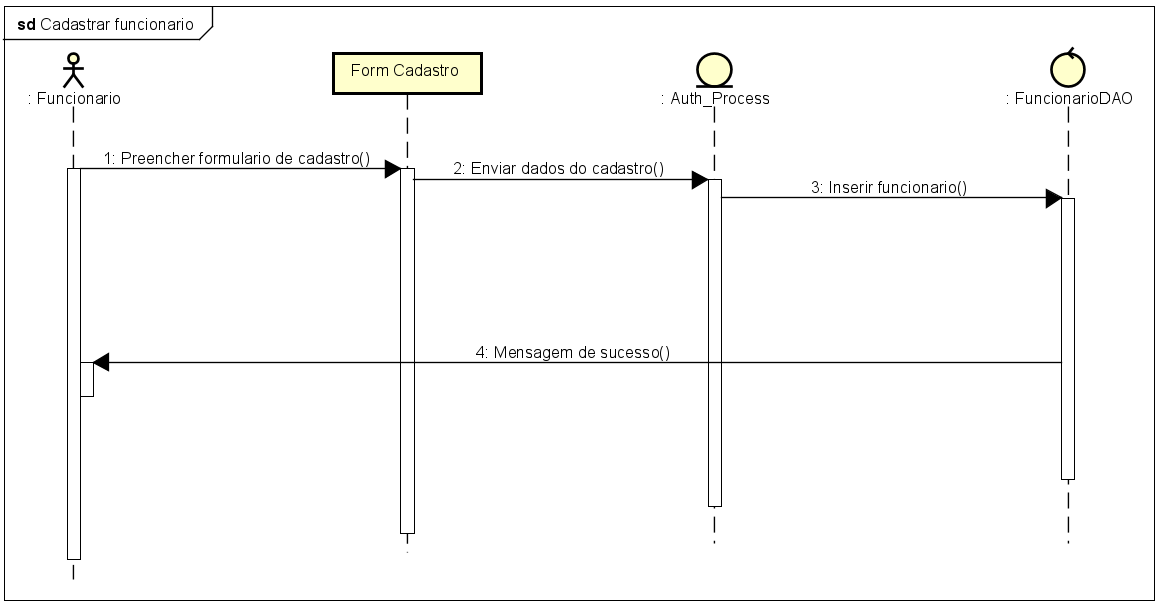 sd Cadastrar funcionario
: Funcionario
Form Cadastro
: Auth_Process
: FuncionarioDAO
1: Preencher formulario de cadastro()
2: Enviar dados do cadastro()
3: Inserir funcionario()
4: Mensagem de sucesso()